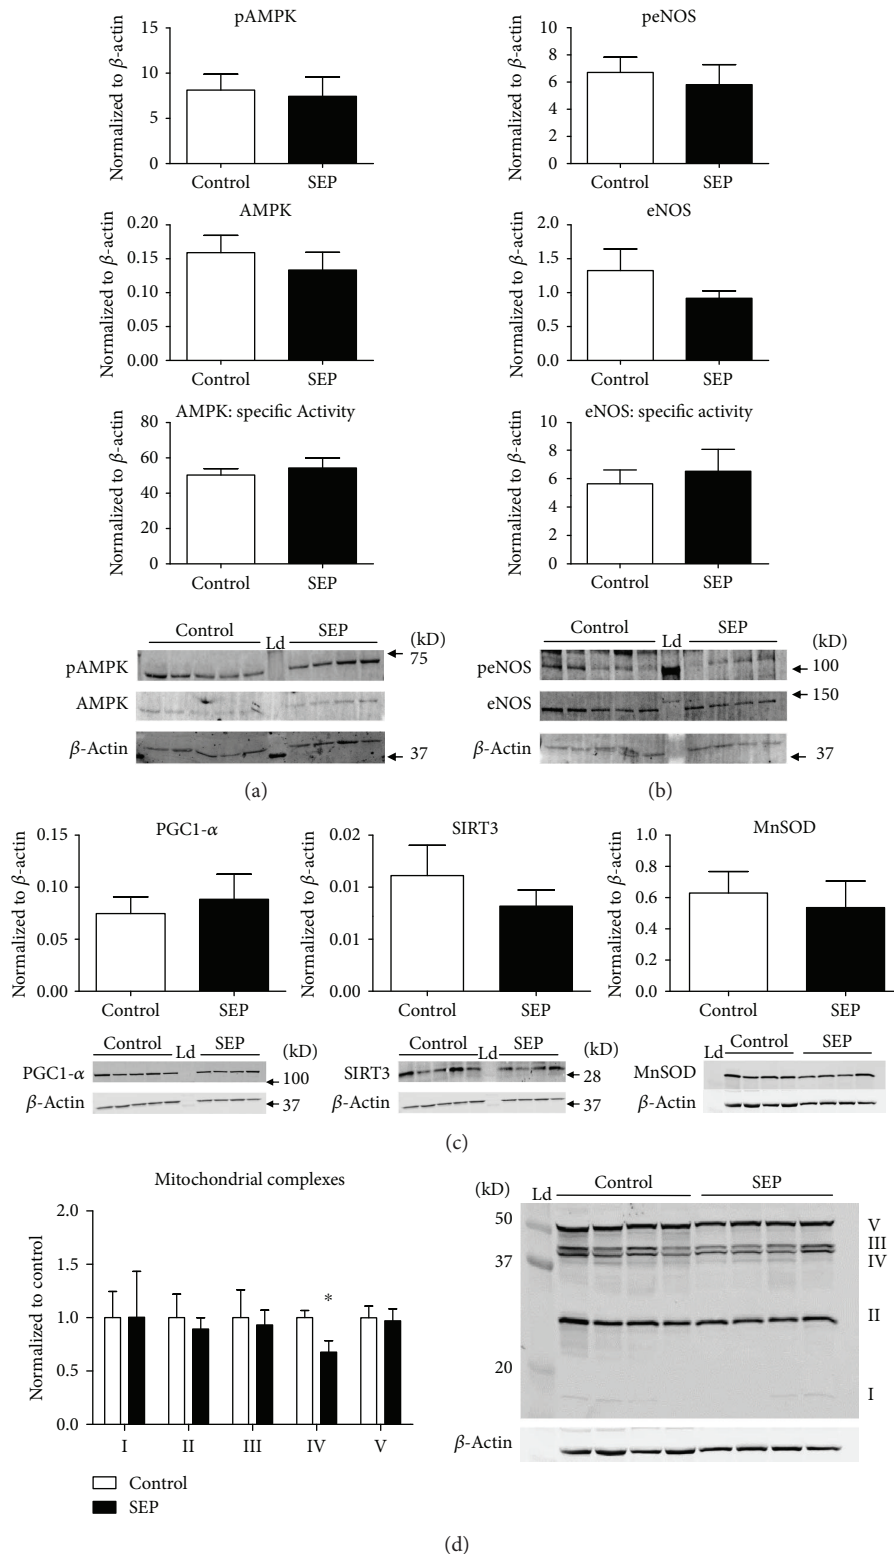 pAMPK
Normalized to β-actin
15
10
5
0
Control SEP
peNOS
Normalized to β-actin
10
8
6
4
2
0
Control SEP
AMPK
Normalized to β-actin
0.20
0.15
0.10
0.05
0.00
Control SEP
eNOS
Normalized to β-actin
2.0
1.5
1.0
0.5
0
Control SEP
AMPK: specific Activity
Normalized to β-actin
80
60
40
20
0
Control SEP
eNOS: specific activity
Normalized to β-actin
10
8
6
4
2
0
Control SEP
Control Ld SEP (kD)
pAMPK 75
AMPK
β-Actin 37
(a)
Control Ld SEP (kD)
peNOS 100
eNOS 150
β-Actin 37
(b)
PGC1-α
Normalized to β-actin
0.15
0.10
0.05
0.00
Control SEP
SIRT3
Normalized to β-actin
0.02
0.01
0.01
0.00
Control SEP
MnSOD
Normalized to β-actin
1.0
0.8
0.6
0.4
0.2
0.0
Control SEP
Control Ld SEP (kD)
PGC1-α 100
β-Actin 37
Control Ld SEP (kD)
SIRT3 28
β-Actin 37
Ld Control SEP
MnSOD
β-Actin
(c)
Mitochondrial complexes
Normalized to control
2.0
1.5
1.0
0.5
0.0
*
I II III IV V
Control
SEP
(kD) Ld Control SEP
50 V
III
37 IV
II
20
I
β-Actin
(d)